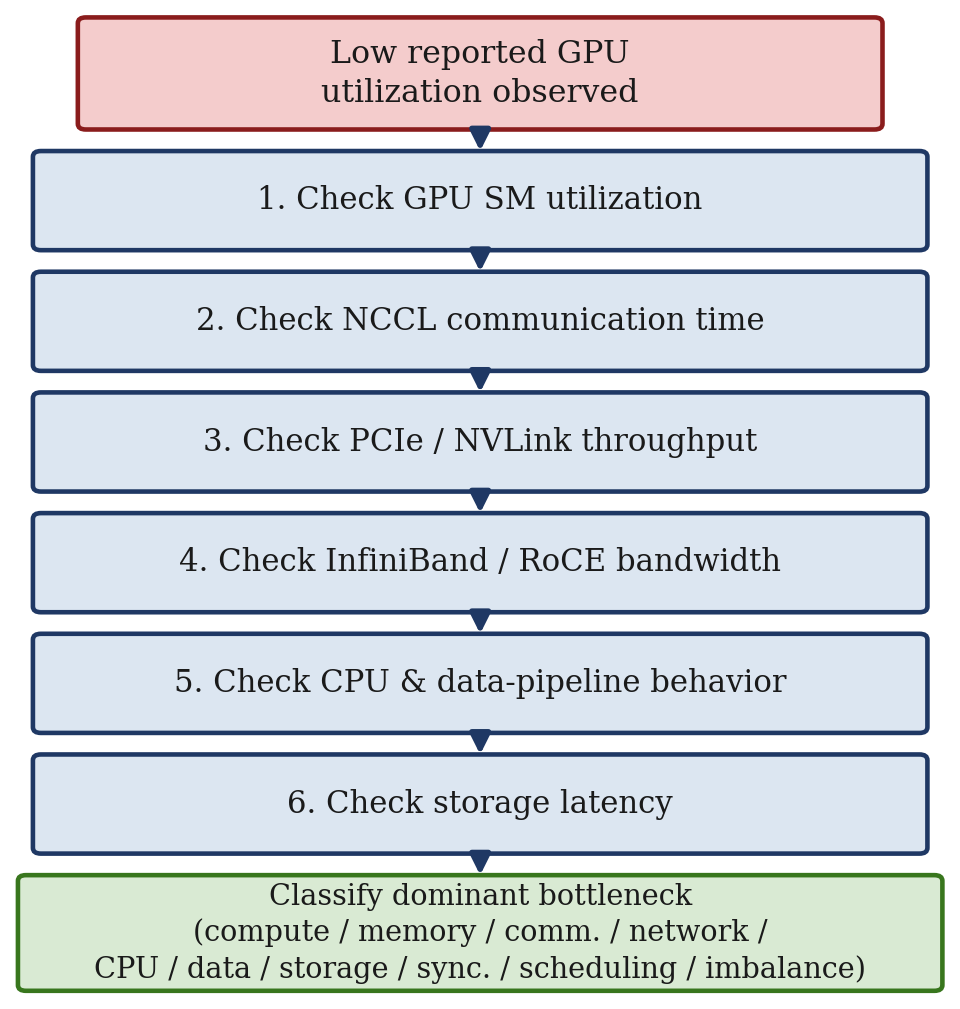 Low reported GPU
utilization observed
1. Check GPU SM utilization
2. Check NCCL communication time
3. Check PCIe / NVLink throughput
4. Check InfiniBand / RoCE bandwidth
5. Check CPU & data-pipeline behavior
6. Check storage latency
Classify dominant bottleneck
(compute / memory / comm. / network /
CPU / data / storage / sync. / scheduling / imbalance)